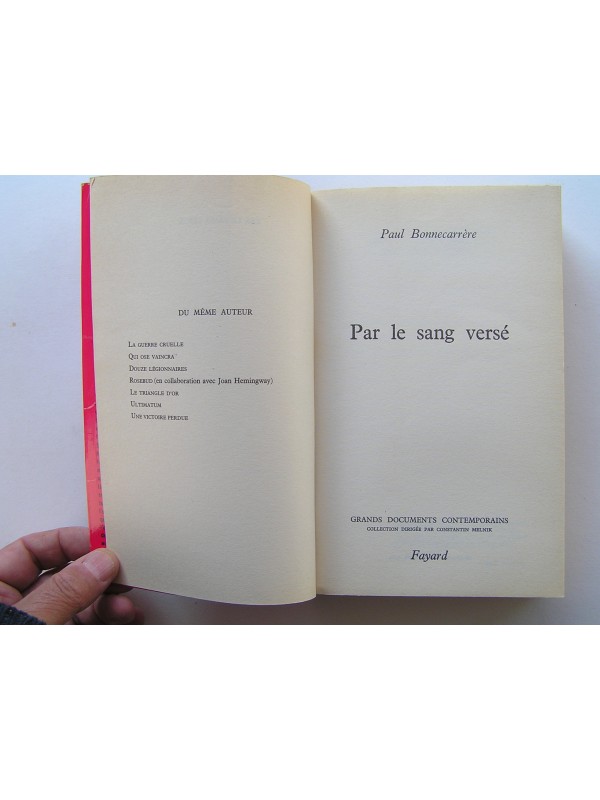 DU MÊME AUTEUR
LA GUERRE CRUELLE
QUI OSE VAINCRA
DOUZE LÉGIONNAIRES
ROSEBUD (en collaboration avec Joan Hemingway)
LE TRIANGLE D'OR
ULTIMATUM
UNE VICTOIRE PERDUE
Paul Bonnecarrère
Par le sang versé
GRANDS DOCUMENTS CONTEMPORAINS
COLLECTION DIRIGÉE PAR CONSTANTIN MELNIK
Fayard